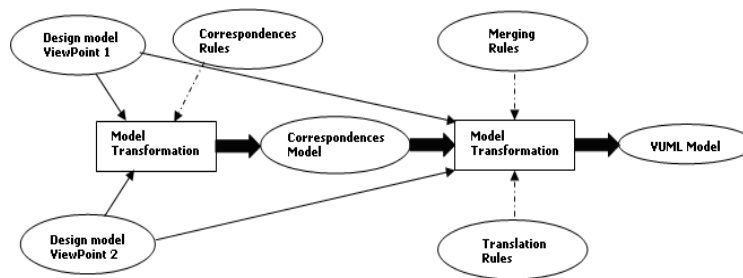 Design model
ViewPoint 1
Correspondences
Rules
Merging
Rules
Model
Transformation
Correspondences
Model
Model
Transformation
VUML Model
Design model
ViewPoint 2
Translation
Rules